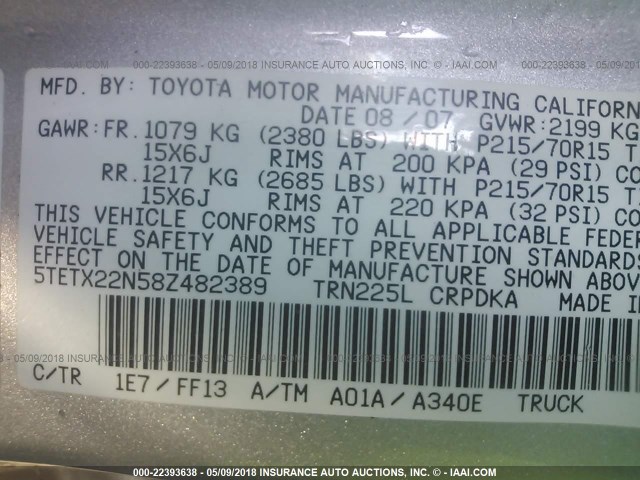 000-22393638 - 05/09/2018 INSURANCE AUTO AUCTIONS, INC. © - IAAI.COM
MFD. BY: TOYOTA MOTOR MANUFACTURING CALIFORN
DATE 08 / 07 GVWR:2199 KG
GAWR:FR.1079 KG (2380 LBS) WITH P215/70R15 T
15X6J RIMS AT 200 KPA (29 PSI) CO
RR.1217 KG (2685 LBS) WITH P215/70R15 T
15X6J RIMS AT 220 KPA (32 PSI) CO
THIS VEHICLE CONFORMS TO ALL APPLICABLE FEDER
VEHICLE SAFETY AND THEFT PREVENTION STANDARDS
EFFECT ON THE DATE OF MANUFACTURE SHOWN ABOV
5TETX22N58Z482389 TRN225L CRPDKA MADE IN
C/TR 1E7/FF13 A/TM A01A/A340E TRUCK
000-22393638 - 05/09/2018 INSURANCE AUTO AUCTIONS, INC. © - IAAI.COM